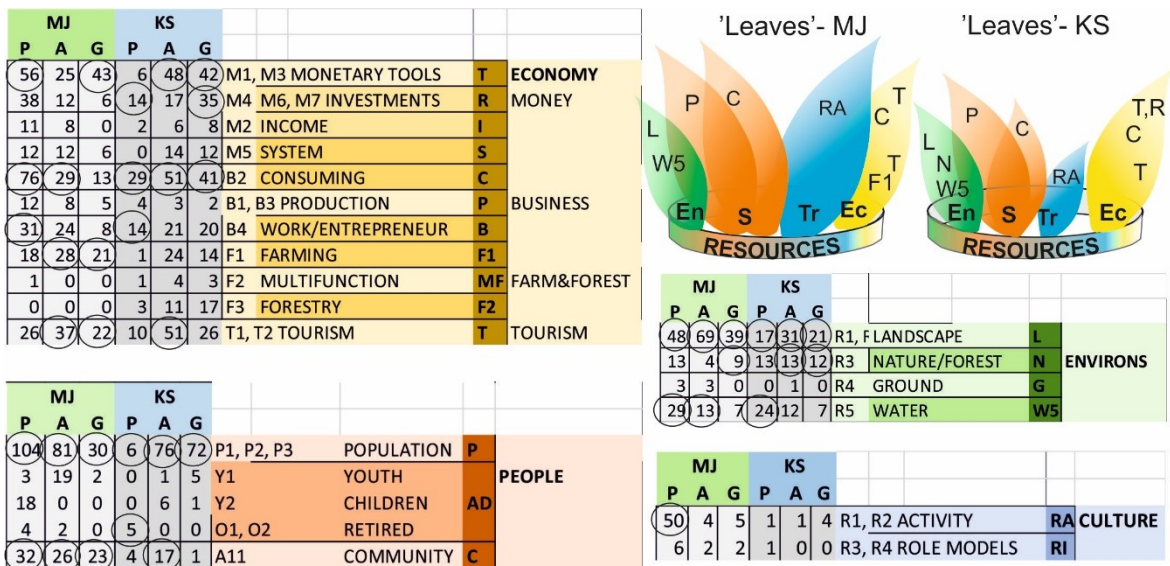 MJ KS
P A G P A G
56 25 43 6 48 42 M1, M3 MONETARY TOOLS T ECONOMY
38 12 6 14 17 35 M4 M6, M7 INVESTMENTS R MONEY
11 8 0 2 6 8 M2 INCOME I
12 12 6 0 14 12 M5 SYSTEM S
76 29 13 29 51 41 B2 CONSUMING C
12 8 5 4 3 2 B1, B3 PRODUCTION P BUSINESS
31 24 8 14 21 20 B4 WORK/ENTREPRENEUR B
18 28 21 1 24 14 F1 FARMING F1
1 0 0 1 4 3 F2 MULTIFUNCTION MF FARM&FOREST
0 0 0 3 11 17 F3 FORESTRY F2
26 37 22 10 51 26 T1, T2 TOURISM T TOURISM
MJ KS
P A G P A G
104 81 30 6 76 72 P1, P2, P3 POPULATION P
3 19 2 0 1 5 Y1 YOUTH PEOPLE
18 0 0 0 6 1 Y2 CHILDREN AD
4 2 0 5 0 0 O1, O2 RETIRED
32 26 23 4 17 1 A11 COMMUNITY C
'Leaves'- MJ
L W5 P C RA T C T F1
En S Tr Ec
RESOURCES
'Leaves'- KS
L N W5 P C RA T,R C T
En S Tr Ec
RESOURCES
MJ KS
P A G P A G
48 69 39 17 31 21 R1, F LANDSCAPE L
13 4 9 13 13 12 R3 NATURE/FOREST N ENVIRONS
3 3 0 0 1 0 R4 GROUND G
29 13 7 24 12 7 R5 WATER W5
MJ KS
P A G P A G
50 4 5 1 1 4 R1, R2 ACTIVITY RA CULTURE
6 2 2 1 0 0 R3, R4 ROLE MODELS RI